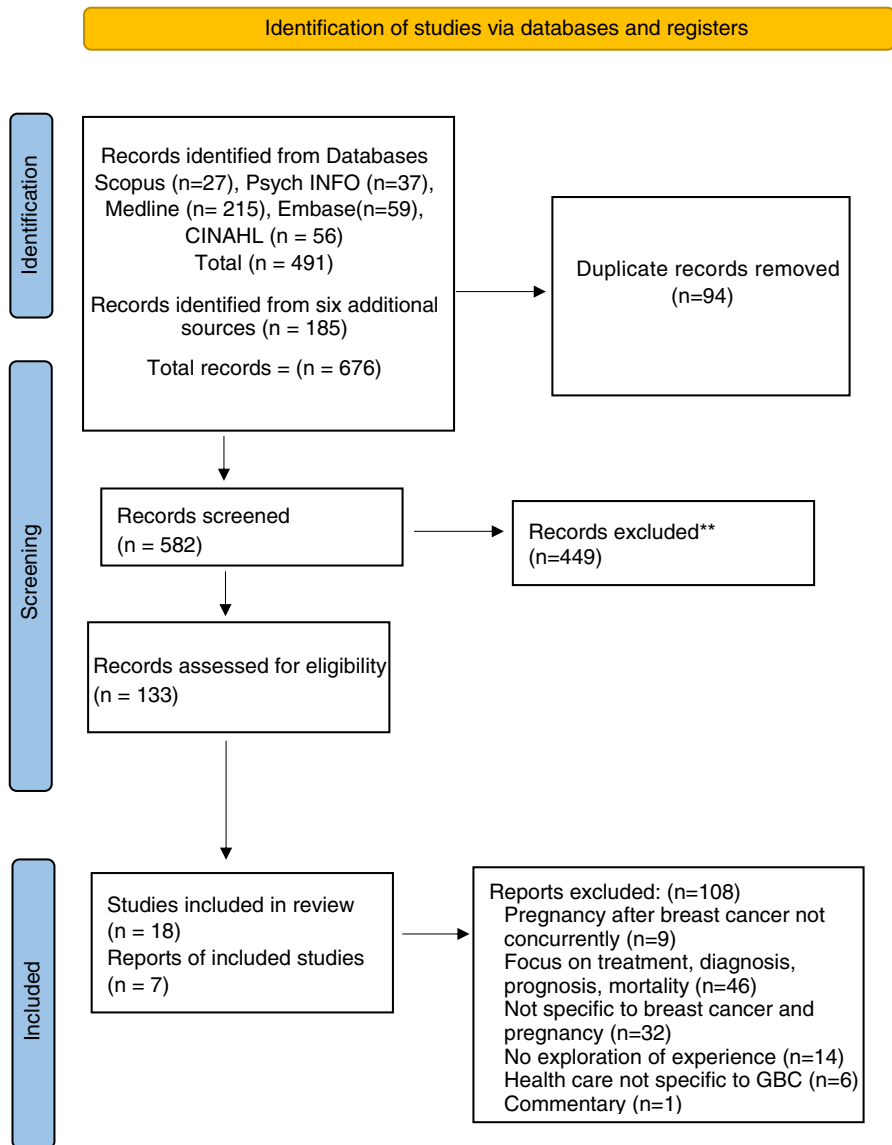 Identification of studies via databases and registers
Identification
Records identified from Databases
Scopus (n=27), Psych INFO (n=37),
Medline (n= 215), Embase(n=59),
CINAHL (n = 56)
Total (n = 491)
Records identified from six additional
sources (n = 185)
Total records = (n = 676)
Duplicate records removed
(n=94)
Screening
Records screened
(n = 582)
Records excluded**
(n=449)
Records assessed for eligibility
(n = 133)
Included
Studies included in review
(n = 18)
Reports of included studies
(n = 7)
Reports excluded: (n=108)
Pregnancy after breast cancer not
concurrently (n=9)
Focus on treatment, diagnosis,
prognosis, mortality (n=46)
Not specific to breast cancer and
pregnancy (n=32)
No exploration of experience (n=14)
Health care not specific to GBC (n=6)
Commentary (n=1)